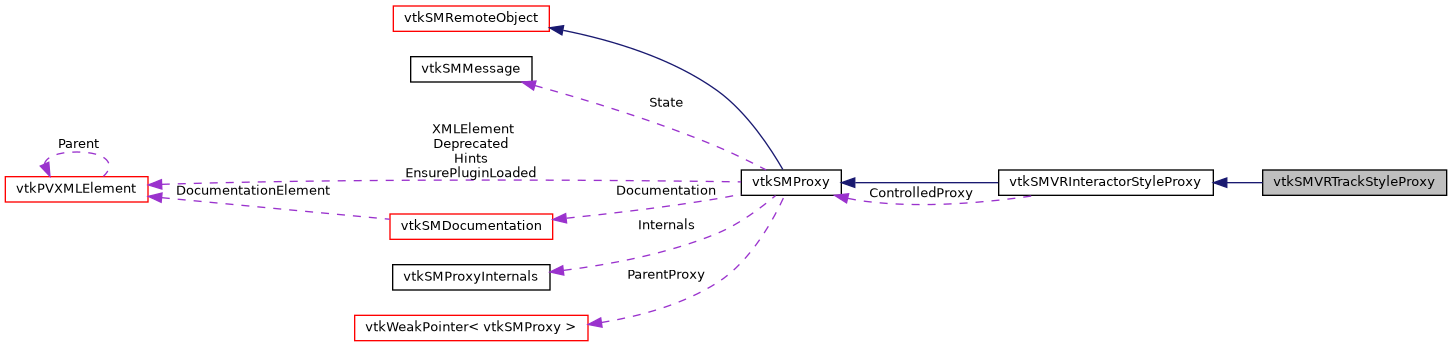 vtkSMRemoteObject
vtkSMMessage
State
XMLElement
Deprecated
Hints
EnsurePluginLoaded
Parent
vtkPVXMLElement
DocumentationElement
Documentation
vtkSMProxy
ControlledProxy
vtkSMVRInteractorStyleProxy
vtkSMVRTrackStyleProxy
vtkSMDocumentation
Internals
vtkSMProxyInternals
ParentProxy
vtkWeakPointer< vtkSMProxy >